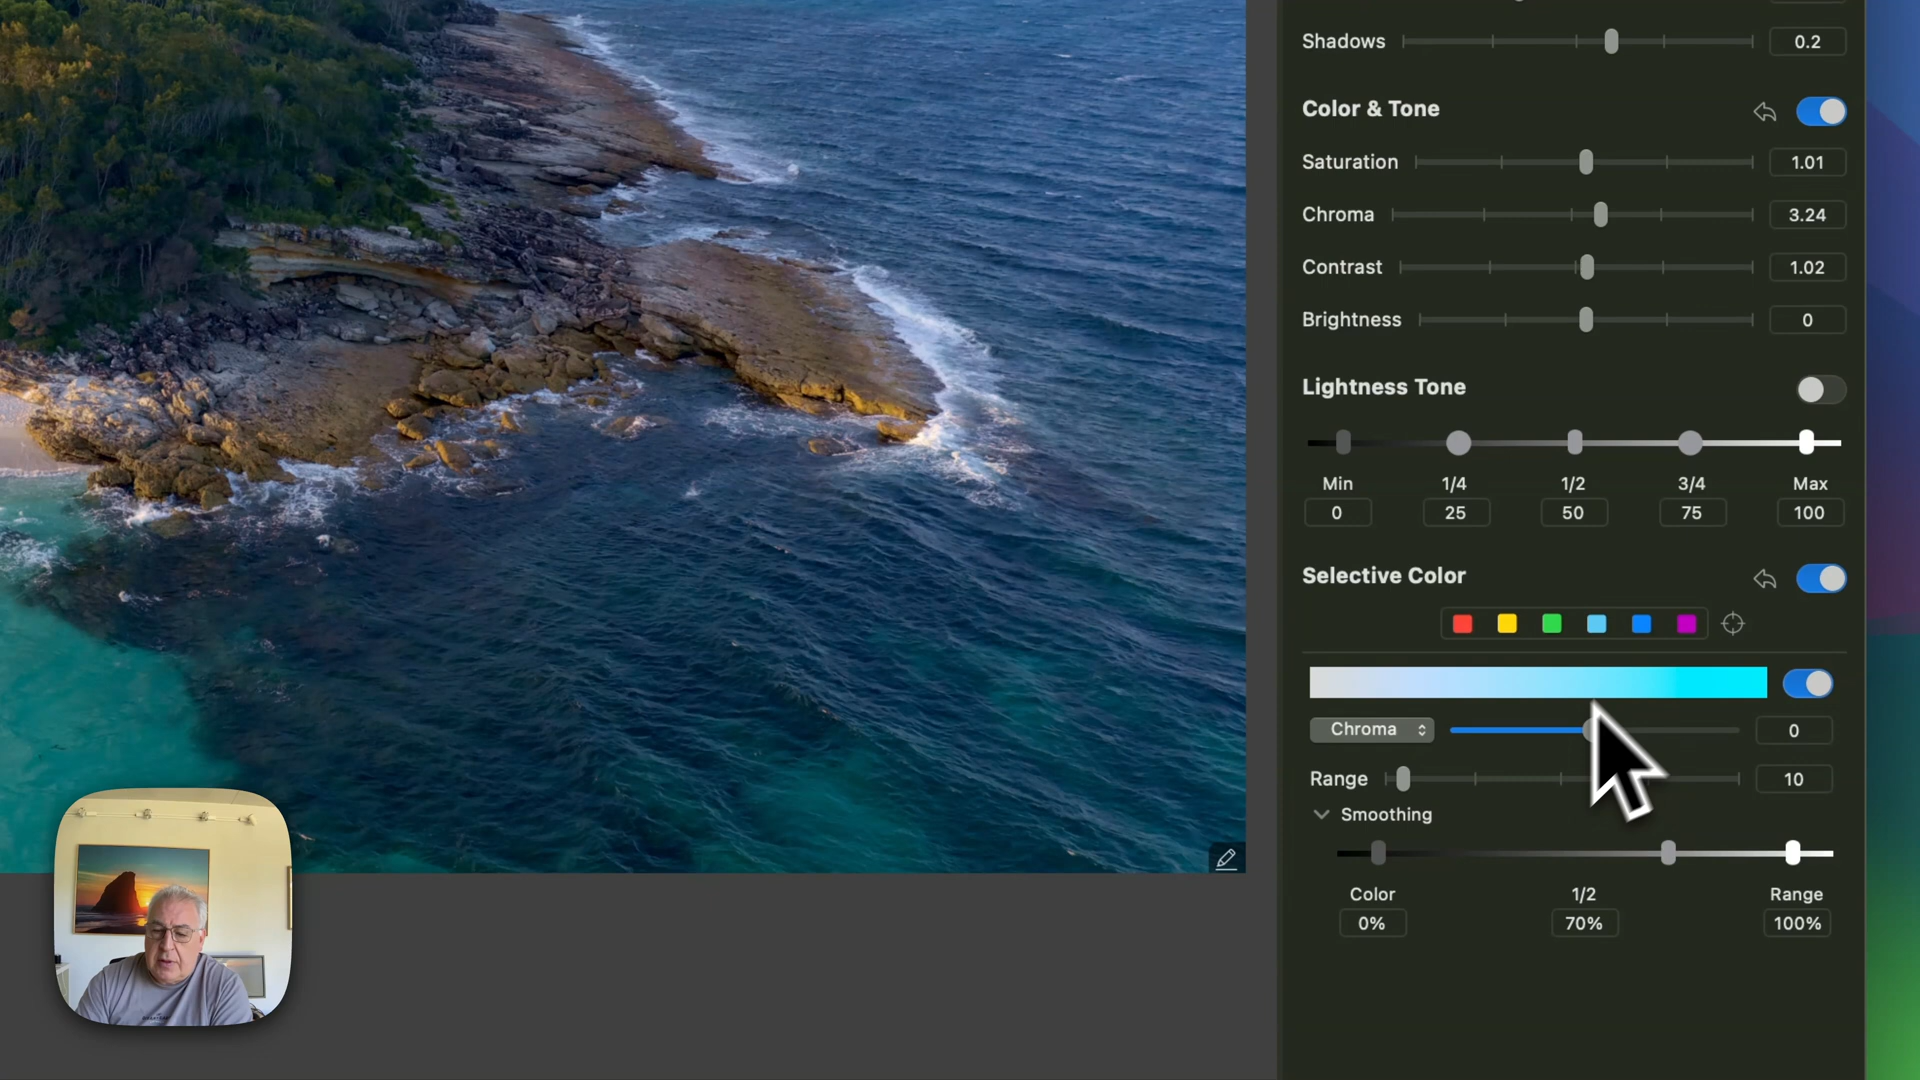 Shadows 0.2
Color & Tone
Saturation 1.01
Chroma 3.24
Contrast 1.02
Brightness 0
Lightness Tone
Min 1/4 1/2 3/4 Max
0 25 50 75 100
Selective Color
Chroma 0
Range 10
Smoothing
Color 1/2 Range
0% 70% 100%